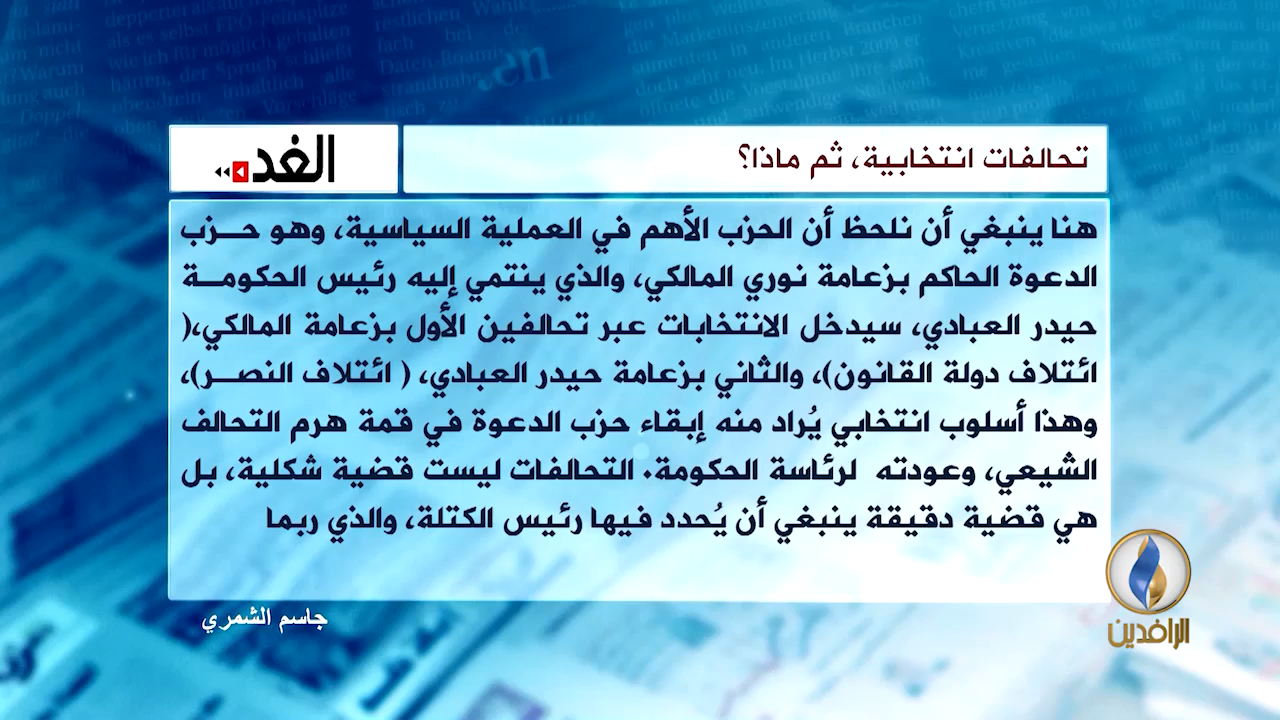 تحالفات انتخابية، ثم ماذا؟
الغد
هنا ينبغي أن نلحظ أن الحزب الأهم في العملية السياسية، وهو حـــزب
الدعوة الحاكم بزعامة نوري المالكي، والذي ينتمي إليه رئيس الحكومــة
حيدر العبادي، سيدخل الانتخابات عبر تحالفين الأول بزعامة المالكي،(
ائتلاف دولة القانون)، والثاني بزعامة حيدر العبادي، ( ائتلاف النصــر)،
وهذا أسلوب انتخابي يُراد منه إبقاء حزب الدعوة في قمة هرم التحالف
الشيعي، وعودته  لرئاسة الحكومة. التحالفات ليست قضية شكلية، بل
هي قضية دقيقة ينبغي أن يُحدد فيها رئيس الكتلة، والذي ربما
جاسم الشمري
الرافدين